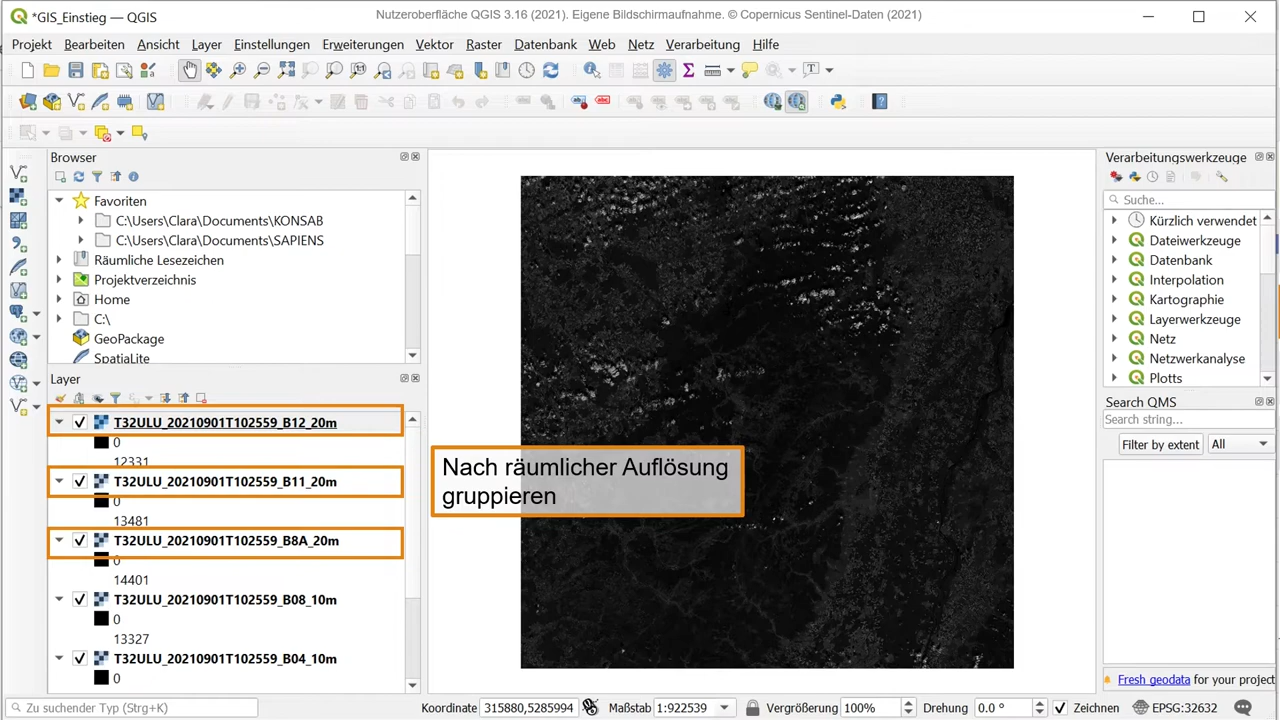 *GIS_Einstieg — QGIS
Nutzeroberfläche QGIS 3.16 (2021). Eigene Bildschirmaufnahme. © Copernicus Sentinel-Daten (2021)
Projekt Bearbeiten Ansicht Layer Einstellungen Erweiterungen Vektor Raster Datenbank Web Netz Verarbeitung Hilfe
Browser
Favoriten
C:\Users\Clara\Documents\KONSAB
C:\Users\Clara\Documents\SAPIENS
Räumliche Lesezeichen
Projektverzeichnis
Home
C:\
GeoPackage
SpatiaLite
Layer
T32ULU_20210901T102559_B12_20m
0
12331
T32ULU_20210901T102559_B11_20m
0
13481
T32ULU_20210901T102559_B8A_20m
0
14401
T32ULU_20210901T102559_B08_10m
0
13327
T32ULU_20210901T102559_B04_10m
0
Nach räumlicher Auflösung
gruppieren
Verarbeitungswerkzeuge
Suche...
Kürzlich verwendet
Dateiwerkzeuge
Datenbank
Interpolation
Kartographie
Layerwerkzeuge
Netz
Netzwerkanalyse
Plotts
Search QMS
Search string...
Filter by extent All
Fresh geodata for your project
Zu suchender Typ (Strg+K) Koordinate 315880,5285994 Maßstab 1:922539 Vergrößerung 100% Drehung 0.0 ° Zeichnen EPSG:32632